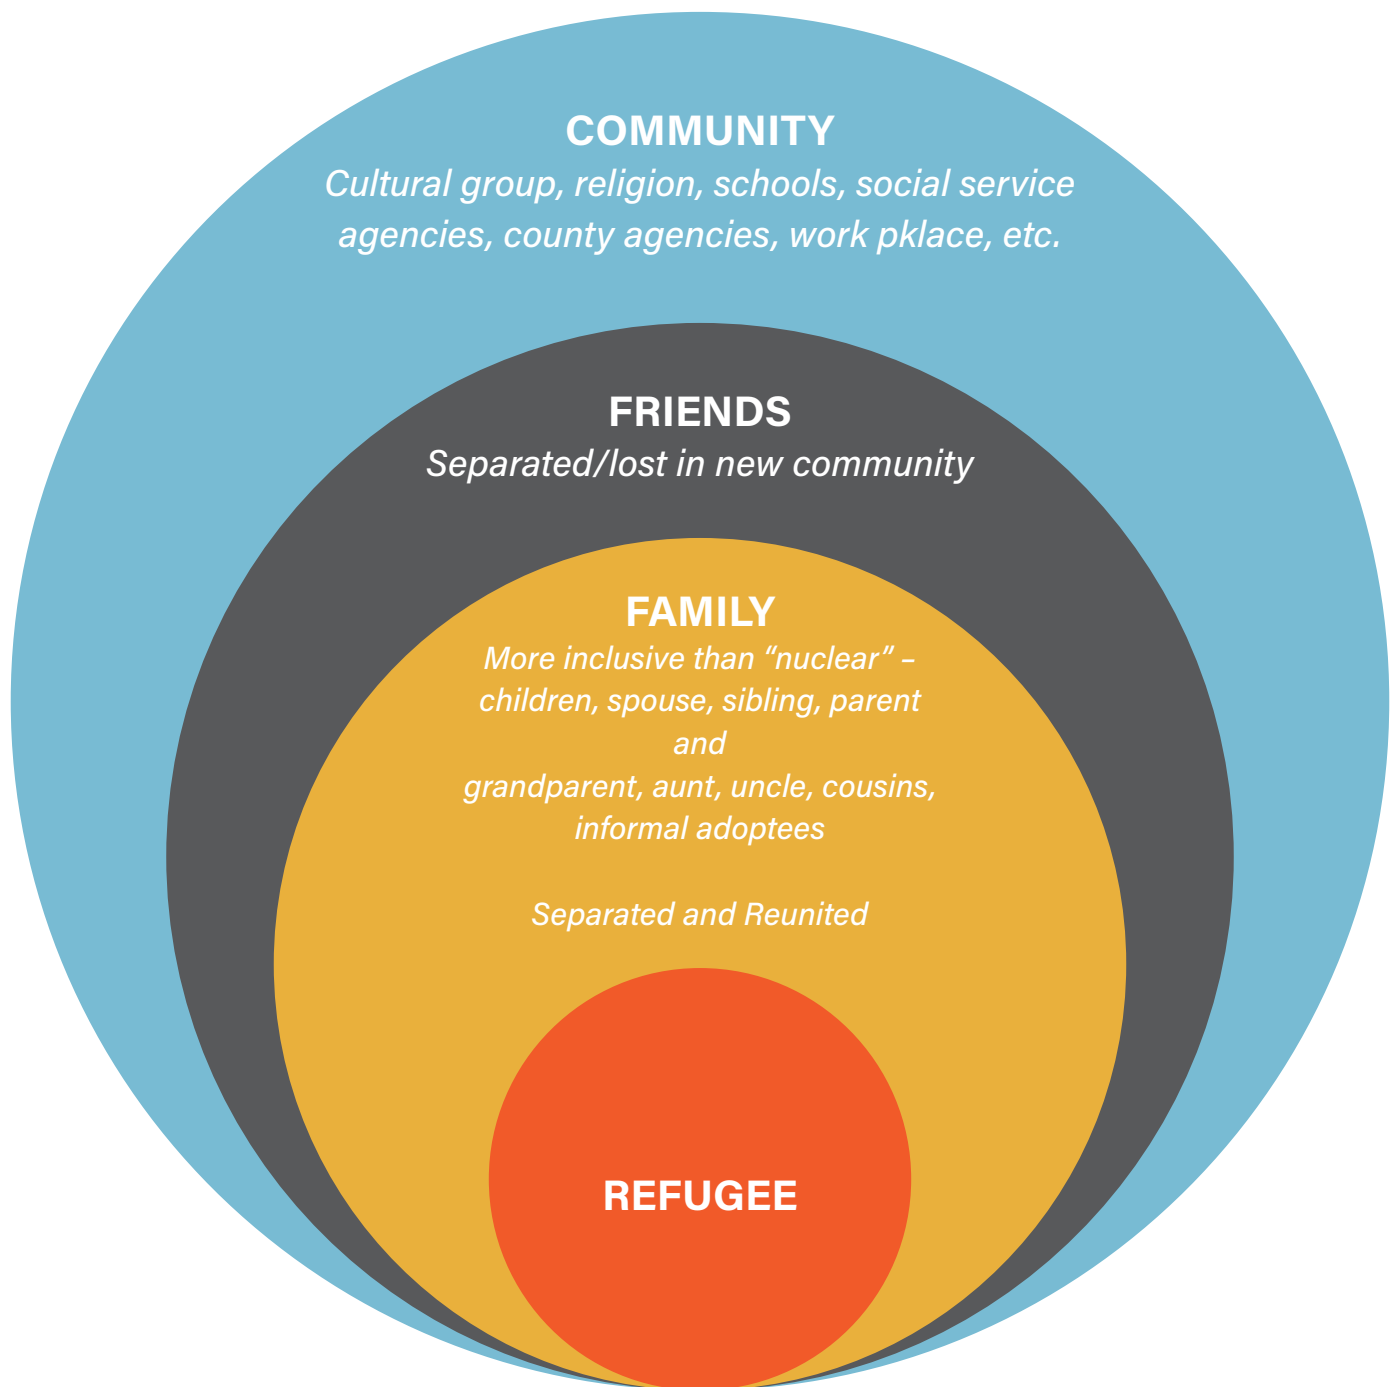 COMMUNITY
Cultural group, religion, schools, social service
agencies, county agencies, work pklace, etc.
FRIENDS
Separated/lost in new community
FAMILY
More inclusive than “nuclear” –
children, spouse, sibling, parent
and
grandparent, aunt, uncle, cousins,
informal adoptees
Separated and Reunited
REFUGEE